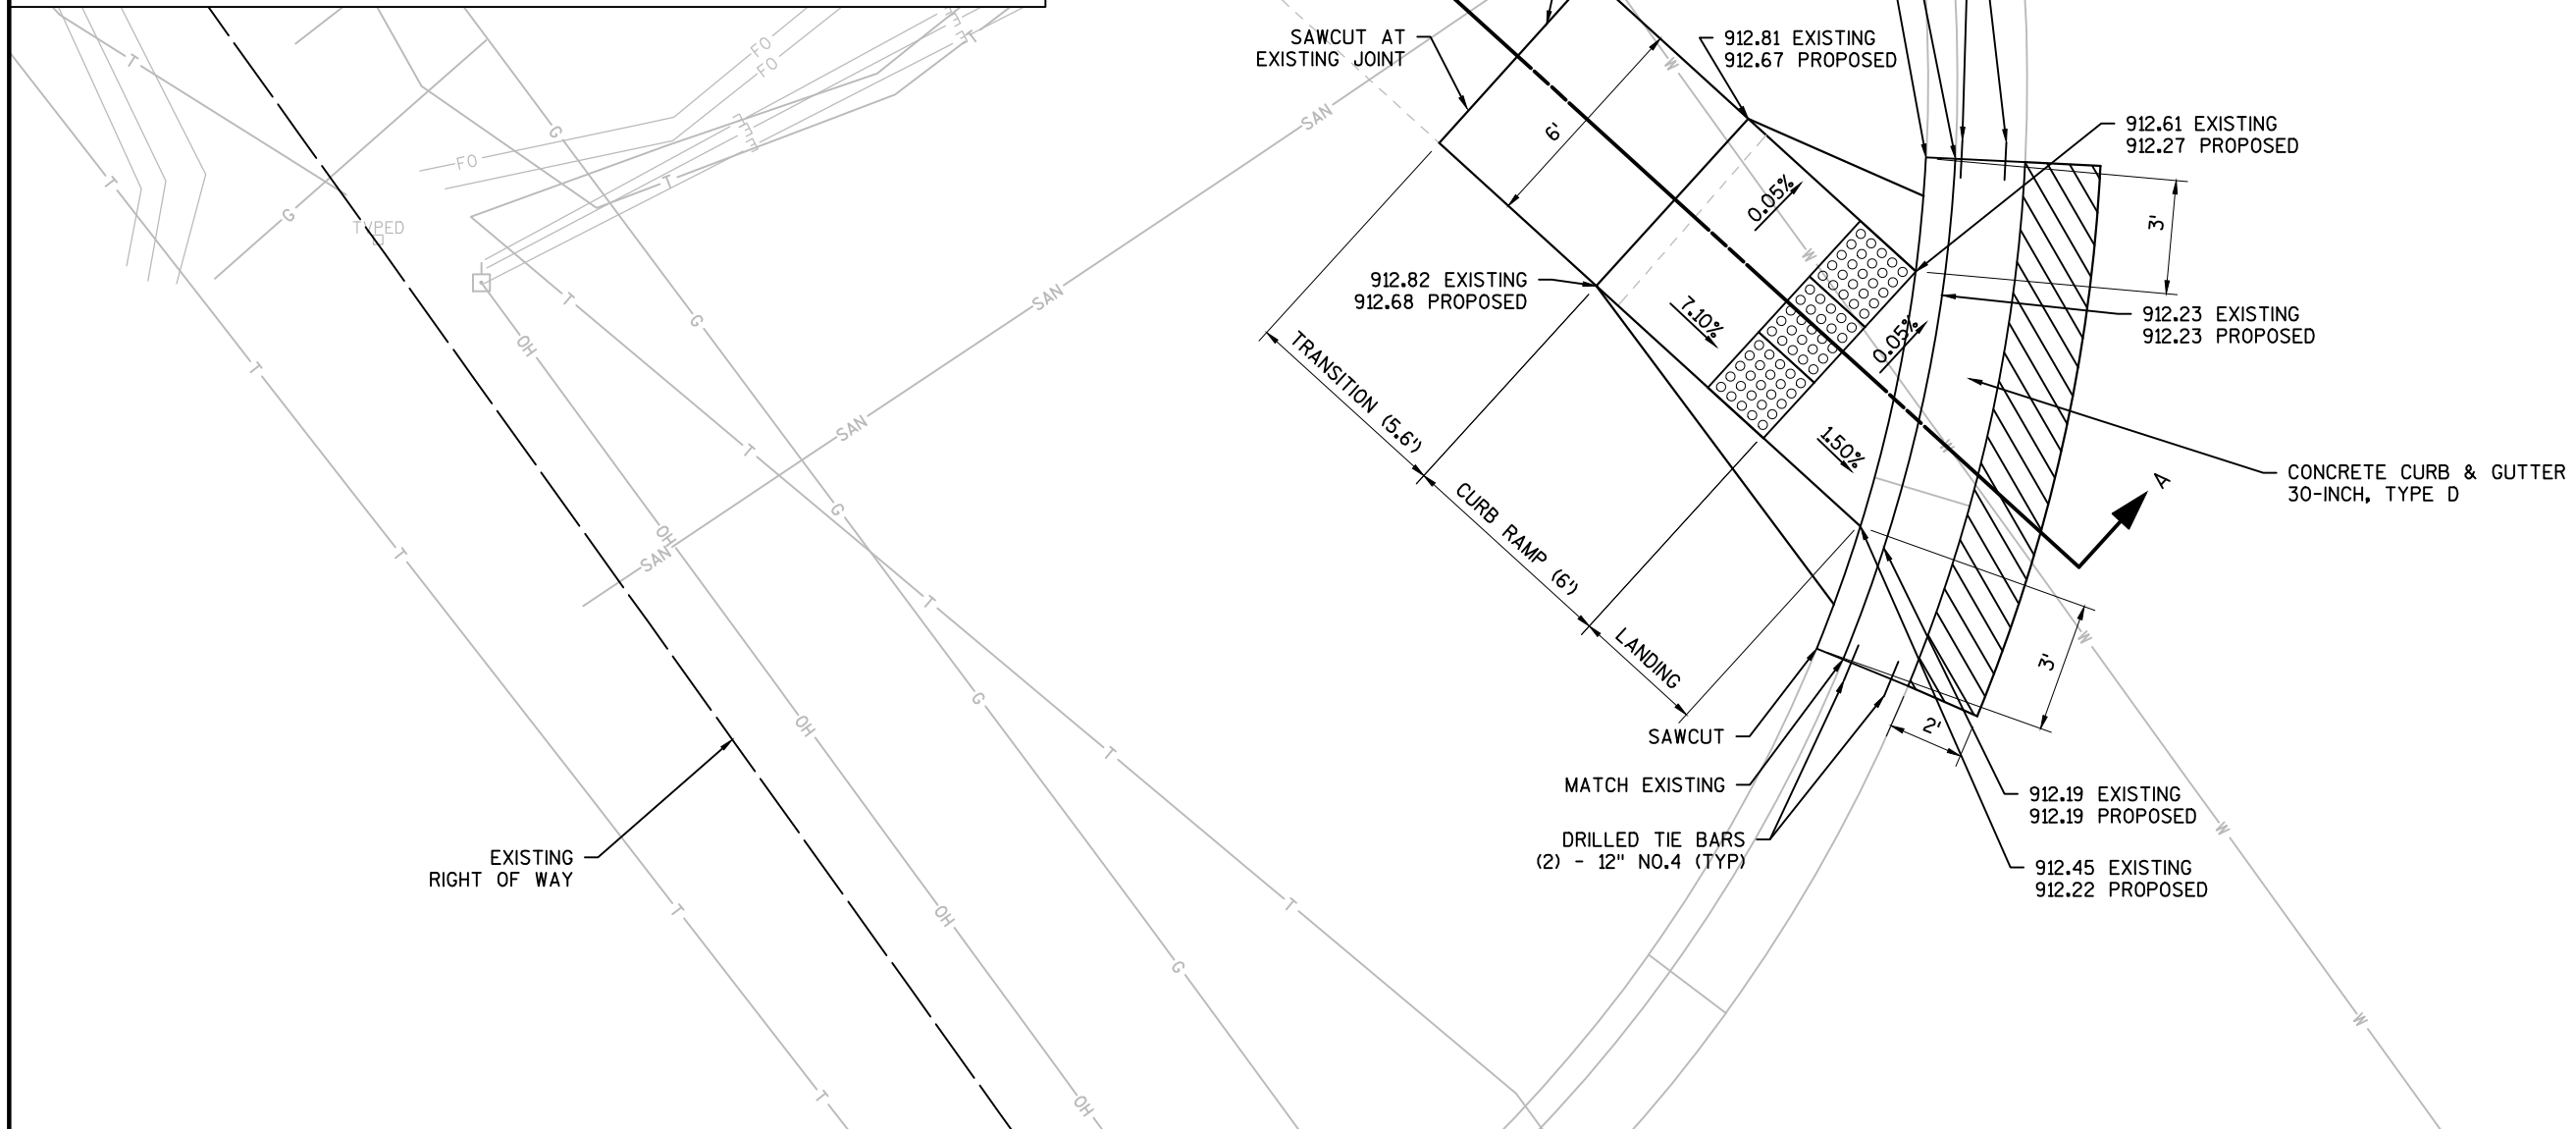 SAWCUT AT
EXISTING JOINT
912.81 EXISTING
912.67 PROPOSED
912.61 EXISTING
912.27 PROPOSED
6'
0.05%
3'
912.82 EXISTING
912.68 PROPOSED
7.10%
0.05%
912.23 EXISTING
912.23 PROPOSED
TRANSITION (5.6')
CURB RAMP (6')
LANDING
1.50%
A
CONCRETE CURB & GUTTER
30-INCH, TYPE D
3'
2'
SAWCUT
MATCH EXISTING
DRILLED TIE BARS
(2) - 12" NO.4 (TYP)
912.19 EXISTING
912.19 PROPOSED
912.45 EXISTING
912.22 PROPOSED
EXISTING
RIGHT OF WAY
TYPED
FO
FO
FO
E
E
E
E
E
E
T
T
T
T
T
T
T
T
T
T
T
T
T
T
G
G
G
G
G
G
OH
OH
OH
OH
OH
SAN
SAN
SAN
SAN
W
W
W
W
W
W